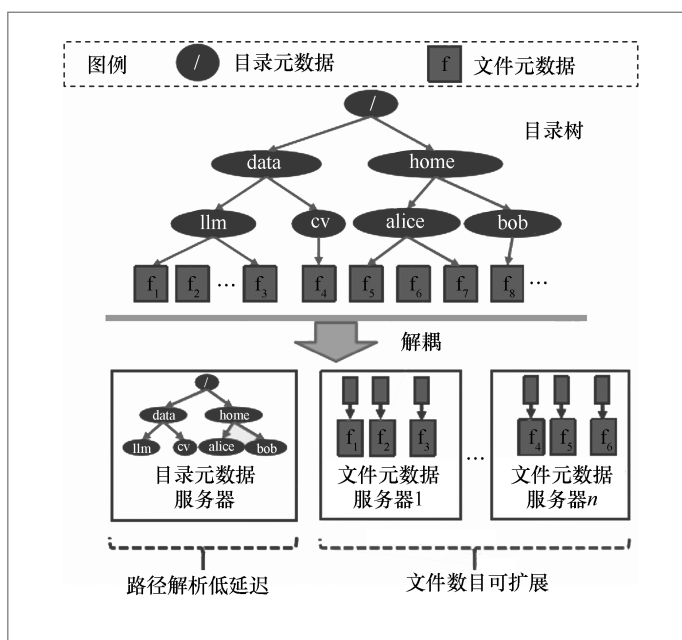 图例 / 目录元数据 f 文件元数据
/
目录树
data home
llm cv alice bob
f1 f2 … f3 f4 f5 f6 f7 f8 …
解耦
/
data home
llm cv alice bob
目录元数据
服务器
f1 f2 f3
文件元数据
服务器1
…
f4 f5 f6
文件元数据
服务器n
路径解析低延迟
文件数目可扩展